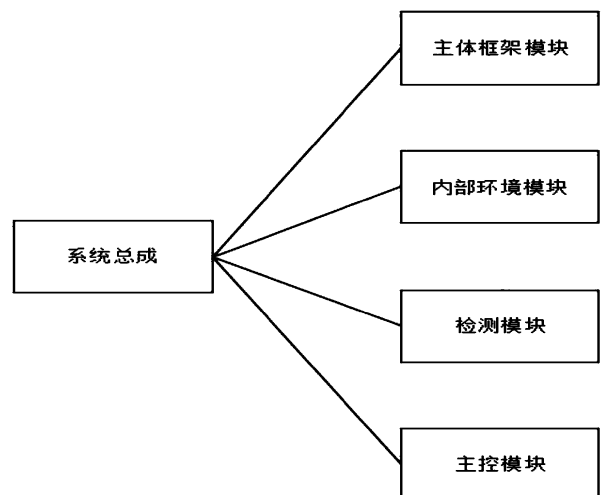 主体框架模块
内部环境模块
系统总成
检测模块
主控模块